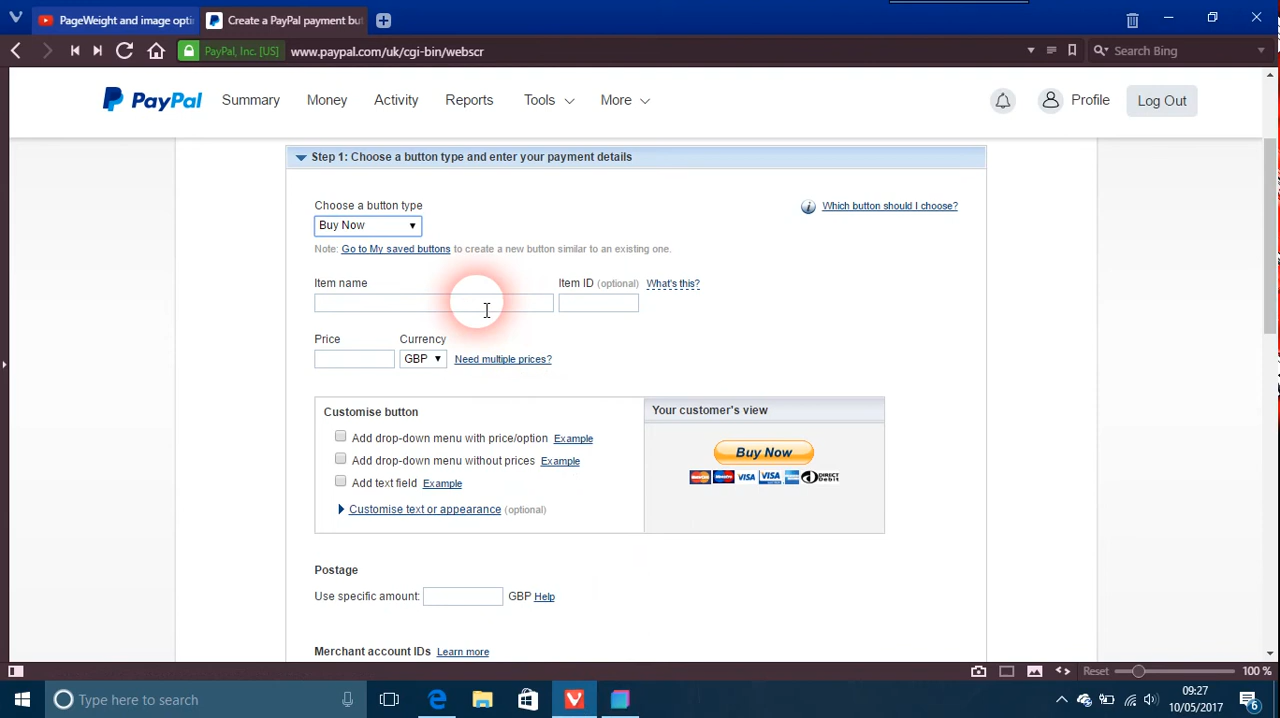 PageWeight and image opti
Create a PayPal payment but
PayPal, Inc. [US]
www.paypal.com/uk/cgi-bin/webscr
Search Bing
PayPal
Summary
Money
Activity
Reports
Tools
More
Profile
Log Out
Step 1: Choose a button type and enter your payment details
Choose a button type
Which button should I choose?
Buy Now
Note: Go to My saved buttons to create a new button similar to an existing one.
Item name
Item ID (optional) What's this?
Price
Currency
GBP
Need multiple prices?
Customise button
Your customer's view
Add drop-down menu with price/option Example
Add drop-down menu without prices Example
Add text field Example
Customise text or appearance (optional)
Buy Now
MasterCard
VISA
VISA
DIRECT Debit
Postage
Use specific amount:
GBP Help
Merchant account IDs Learn more
Reset
100 %
Type here to search
09:27
10/05/2017
6